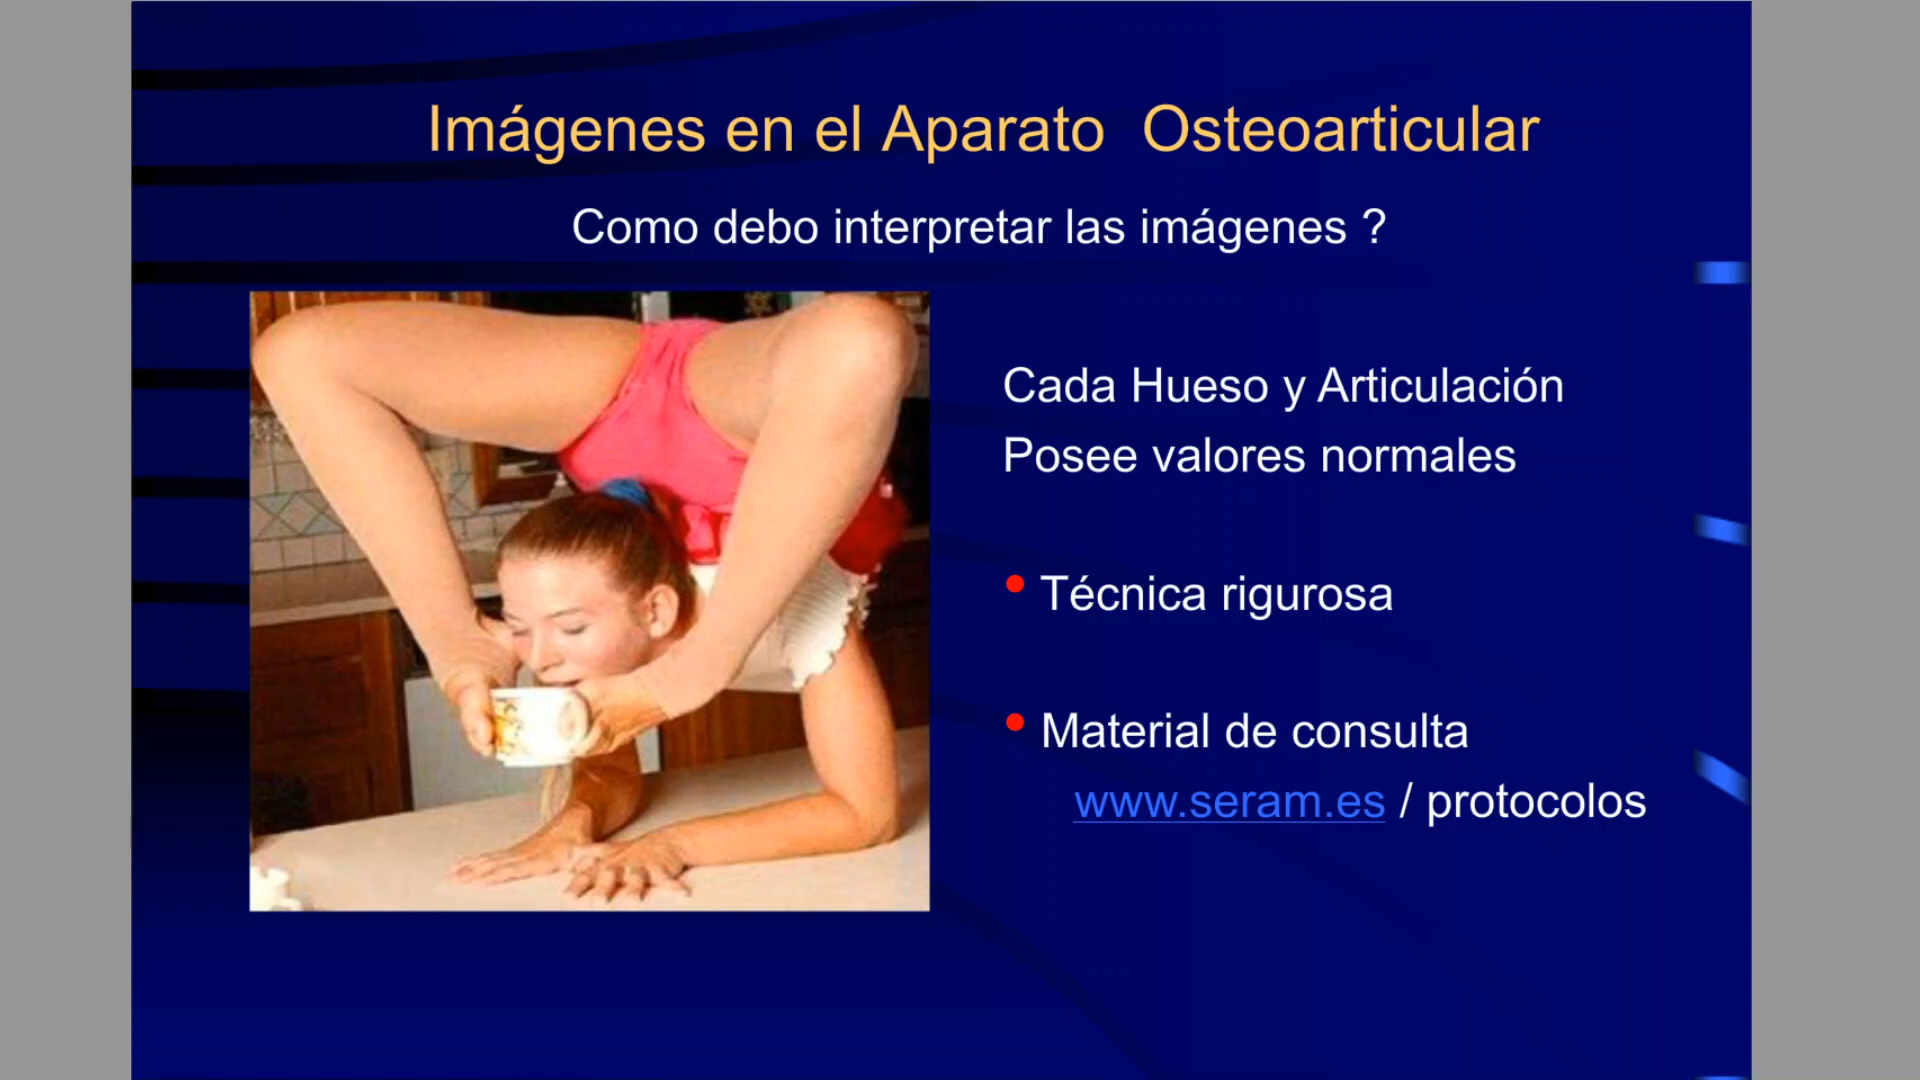 Imágenes en el Aparato Osteoarticular
Como debo interpretar las imágenes ?
Cada Hueso y Articulación
Posee valores normales
• Técnica rigurosa
• Material de consulta
www.seram.es / protocolos